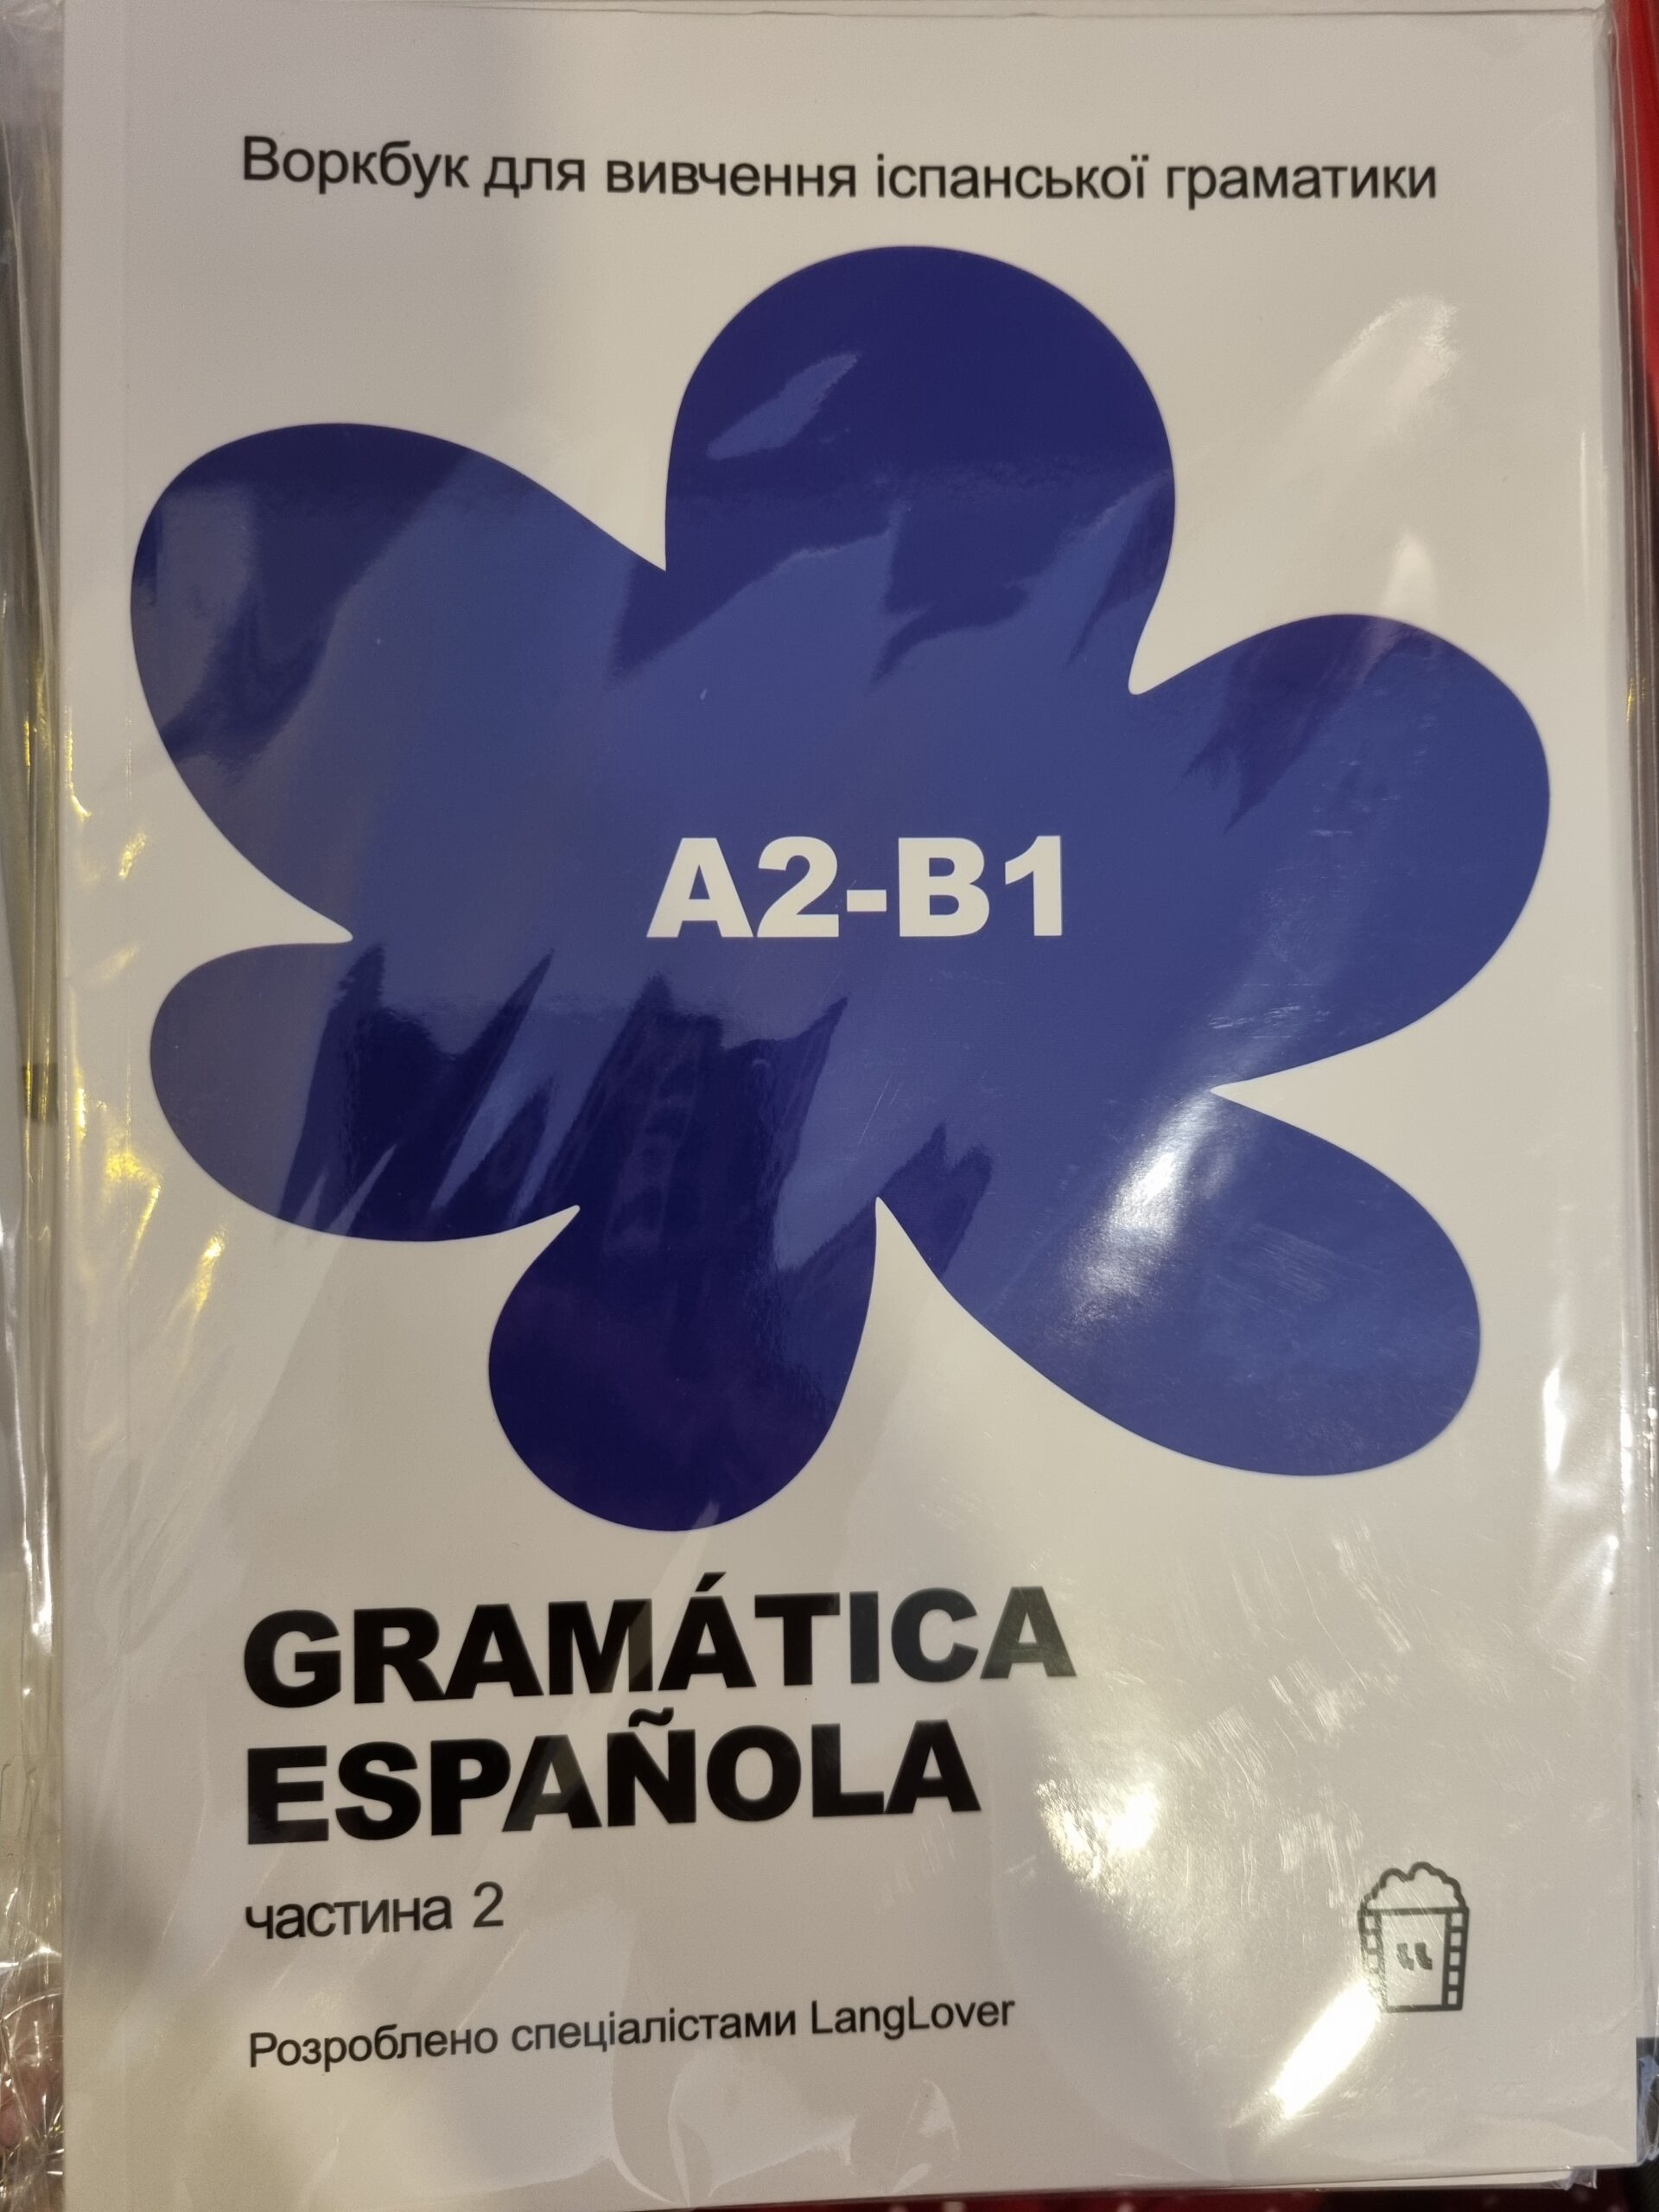 Воркбук для вивчення іспанської граматики
A2-B1
GRAMÁTICA
ESPAÑOLA
частина 2
Розроблено спеціалістами LangLover